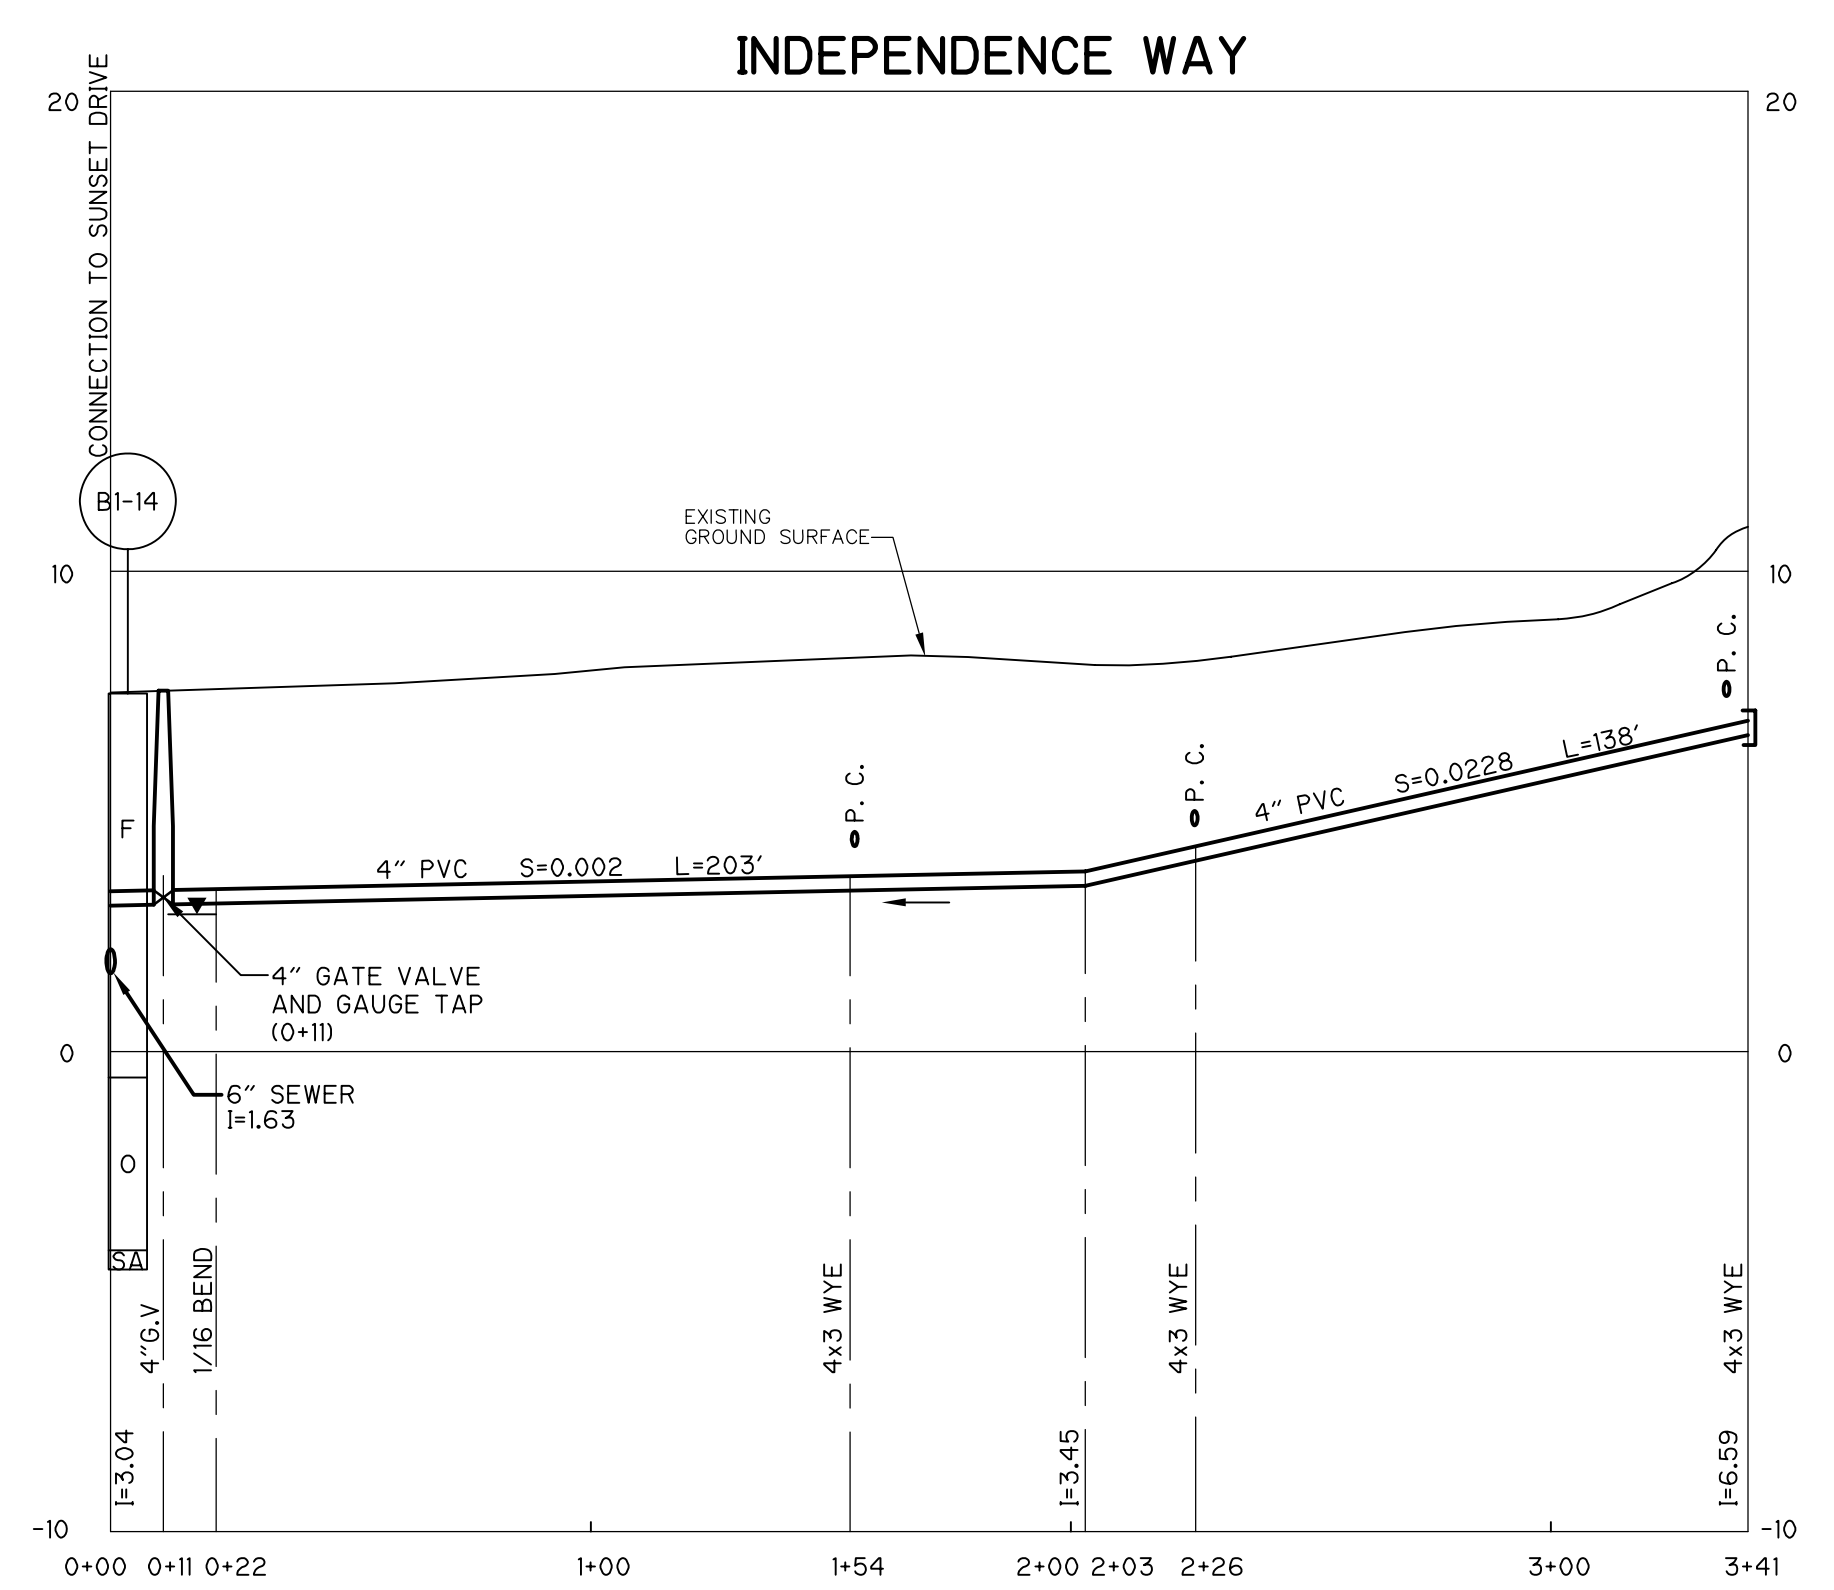 INDEPENDENCE WAY
20
20
CONNECTION TO SUNSET DRIVE
B1-14
EXISTING
GROUND SURFACE
10
10
P. C.
P. C.
P. C.
F
4" PVC S=0.002 L=203'
4" PVC S=0.0228 L=138'
4" GATE VALVE
AND GAUGE TAP
(0+11)
0
0
6" SEWER
I=1.63
O
SA
4"G.V
1/16 BEND
4x3 WYE
4x3 WYE
4x3 WYE
I=3.04
I=3.45
I=6.59
-10
-10
0+00 0+11 0+22 1+00 1+54 2+00 2+03 2+26 3+00 3+41